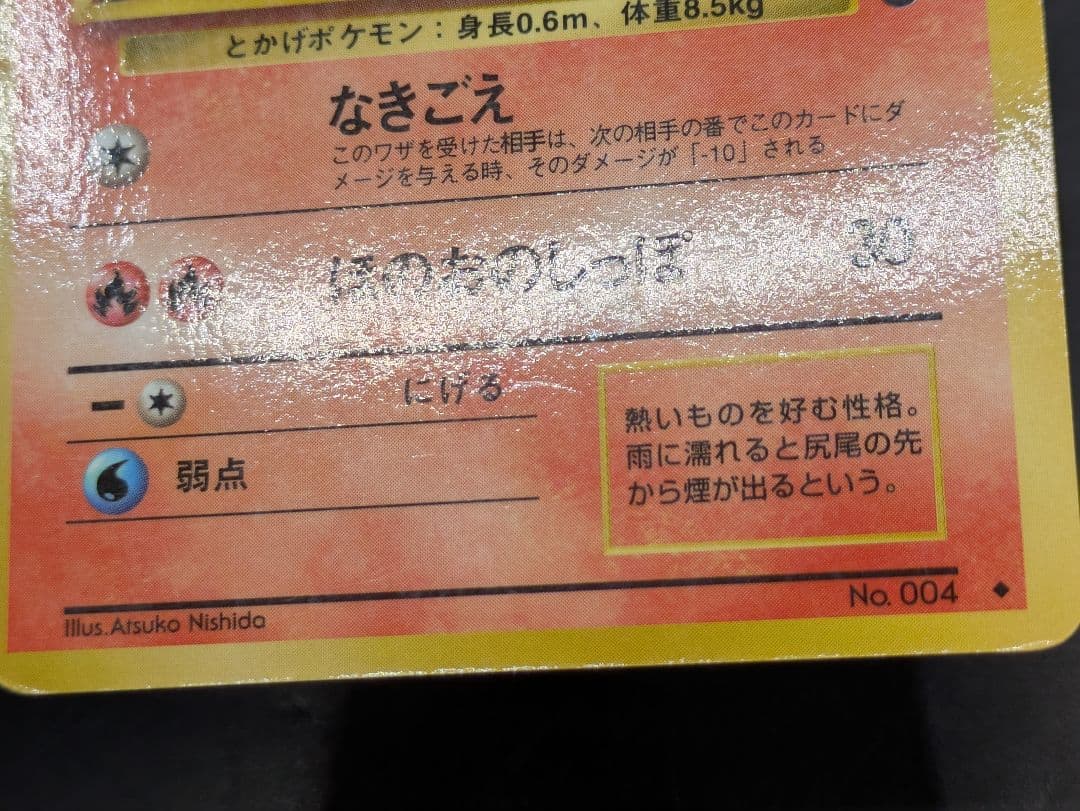 とかげポケモン：身長0.6m、体重8.5kg
なきごえ
このワザを受けた相手は、次の相手の番でこのカードにダ
メージを与える時、そのダメージが「-10」される
ほのおのしっぽ 30
にげる
弱点
熱いものを好む性格。
雨に濡れると尻尾の先
から煙が出るという。
No. 004 ◆
Illus.Atsuko Nishida